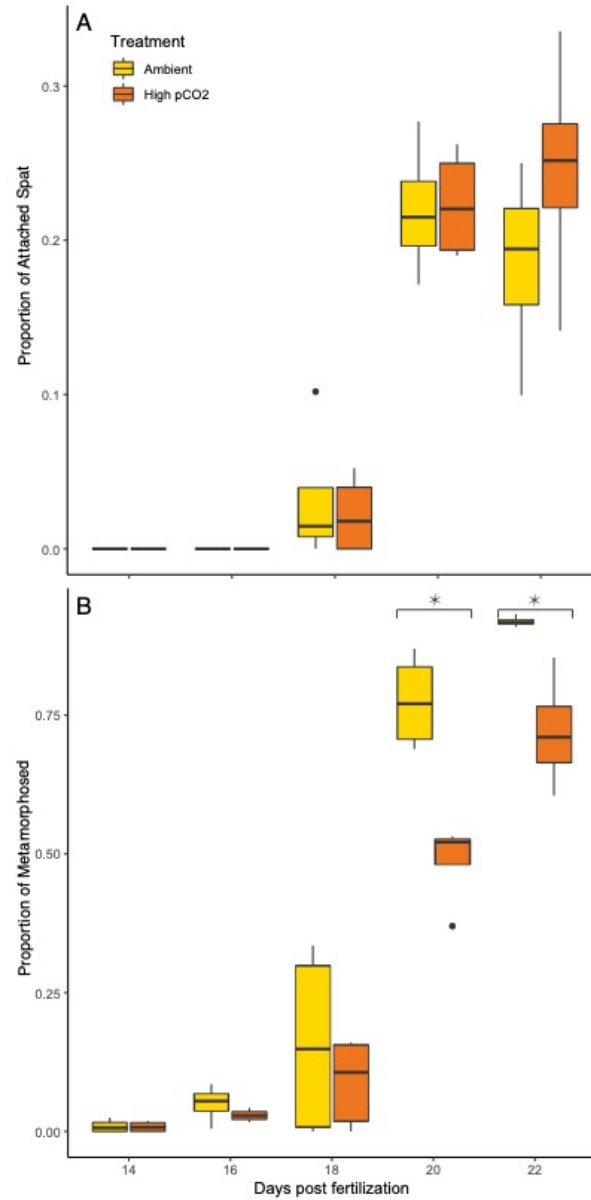 A
Treatment
Ambient
High pCO2
0.3
0.2
0.1
0.0
Proportion of Attached Spat
B
* *
0.75
0.50
0.25
0.00
Proportion of Metamorphosed
14 16 18 20 22
Days post fertilization